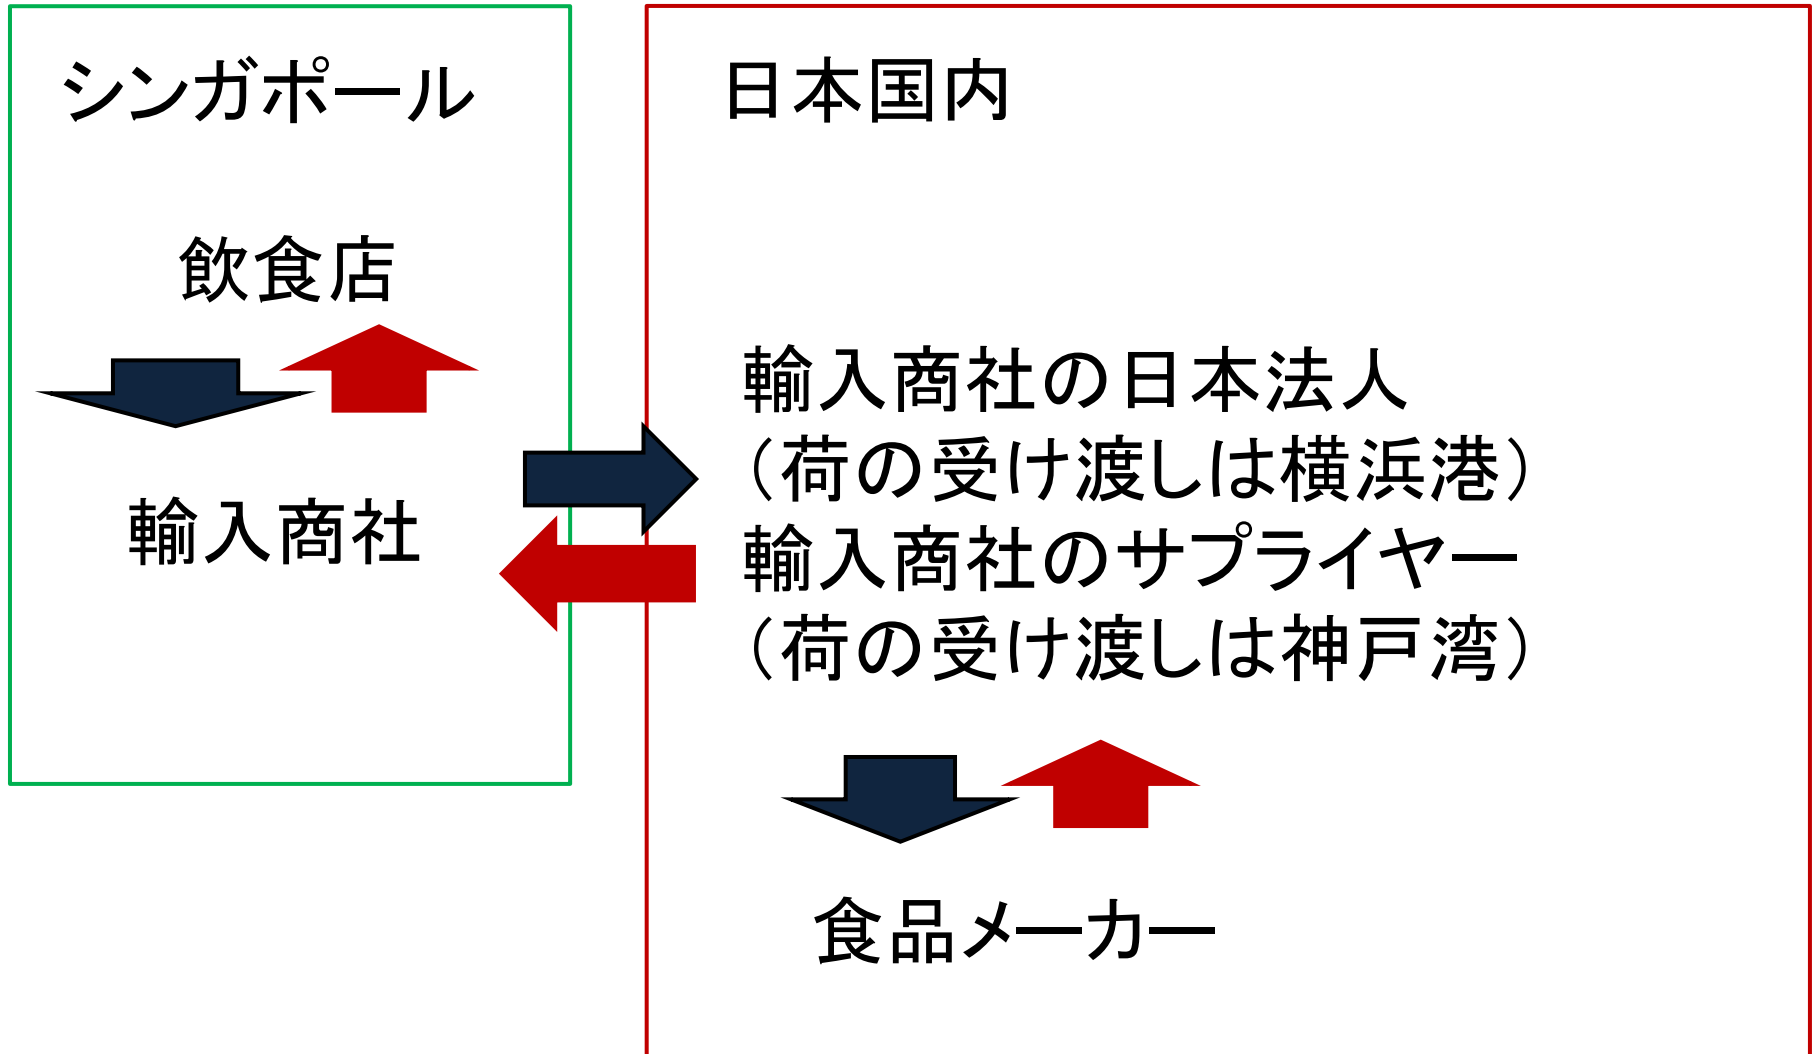 シンガポール
飲食店
輸入商社
日本国内
輸入商社の日本法人
（荷の受け渡しは横浜港）
輸入商社のサプライヤー
（荷の受け渡しは神戸湾）
食品メーカー